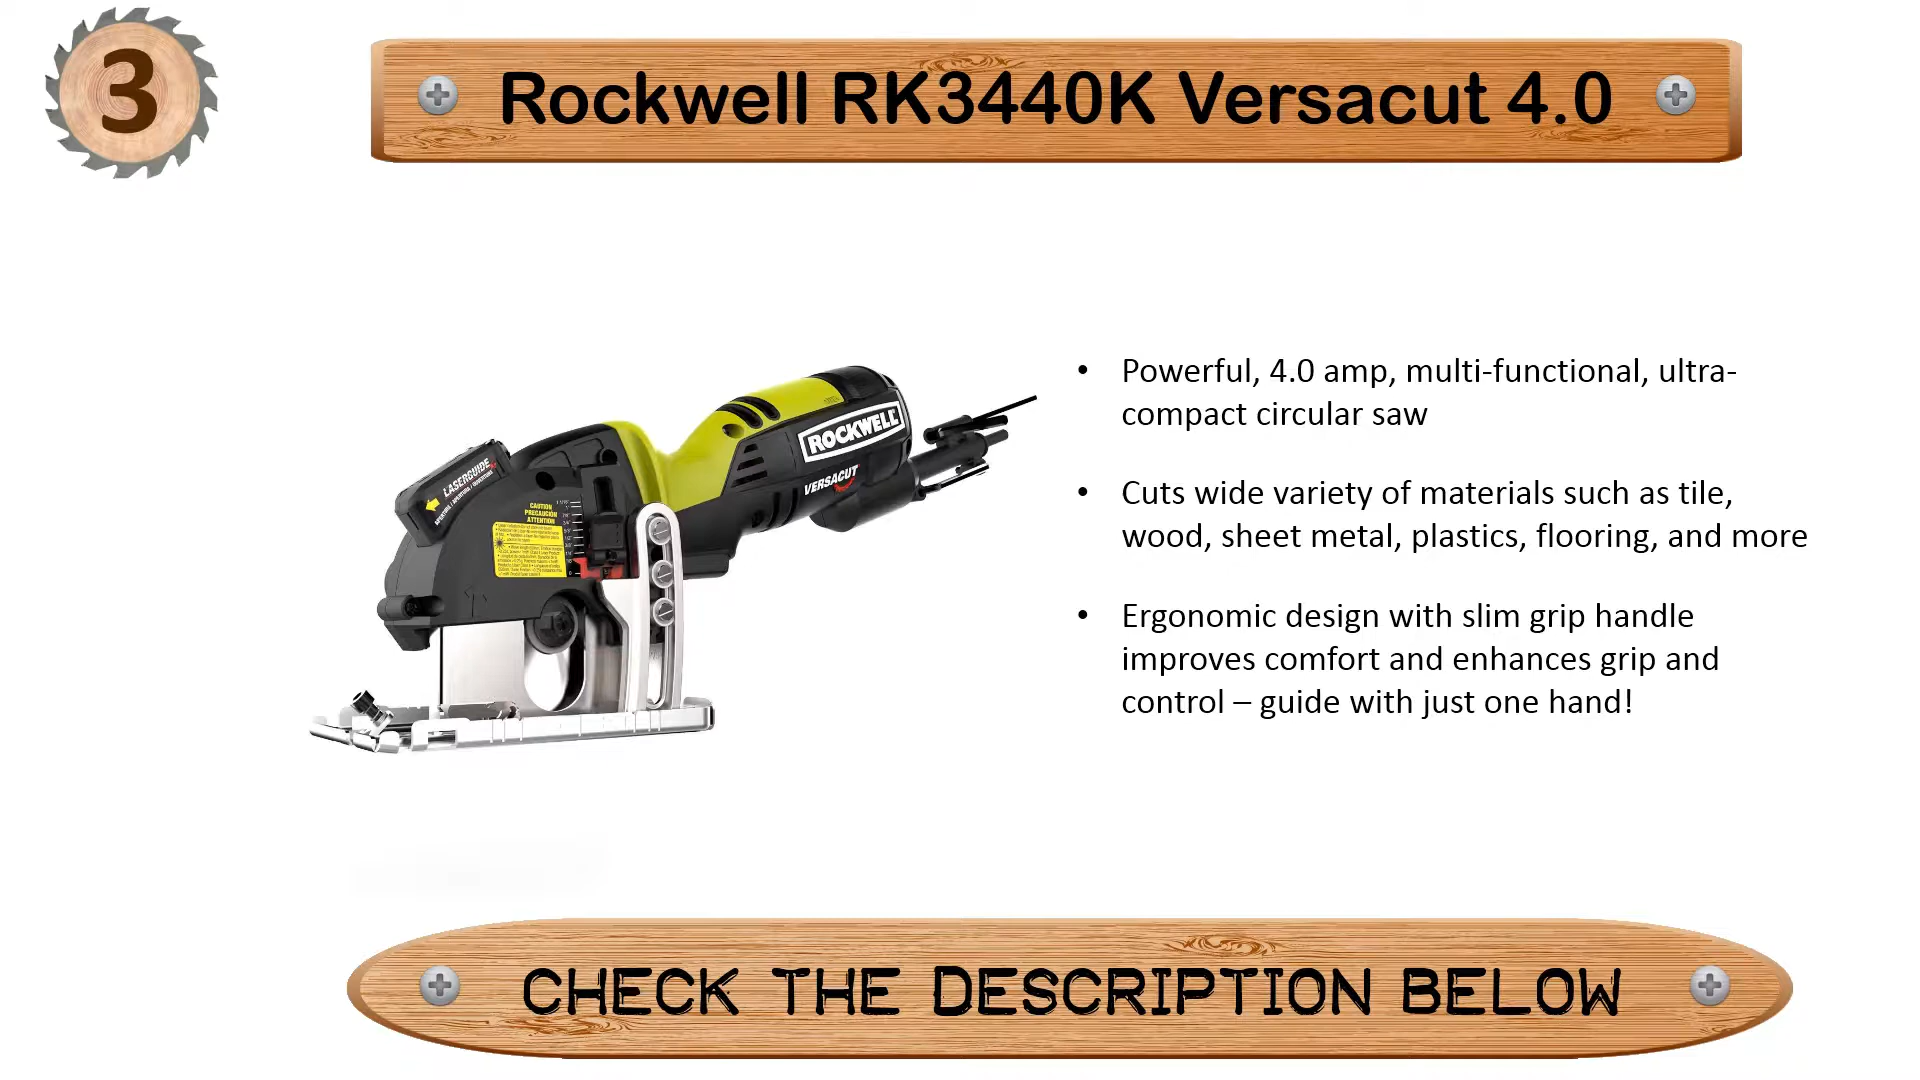 3
Rockwell RK3440K Versacut 4.0
• Powerful, 4.0 amp, multi-functional, ultra-
compact circular saw
• Cuts wide variety of materials such as tile,
wood, sheet metal, plastics, flooring, and more
• Ergonomic design with slim grip handle
improves comfort and enhances grip and
control – guide with just one hand!
ROCKWELL
VERSACUT
LASERGUIDE
CAUTION
PRECAUCIÓN
ATTENTION
CHECK THE DESCRIPTION BELOW